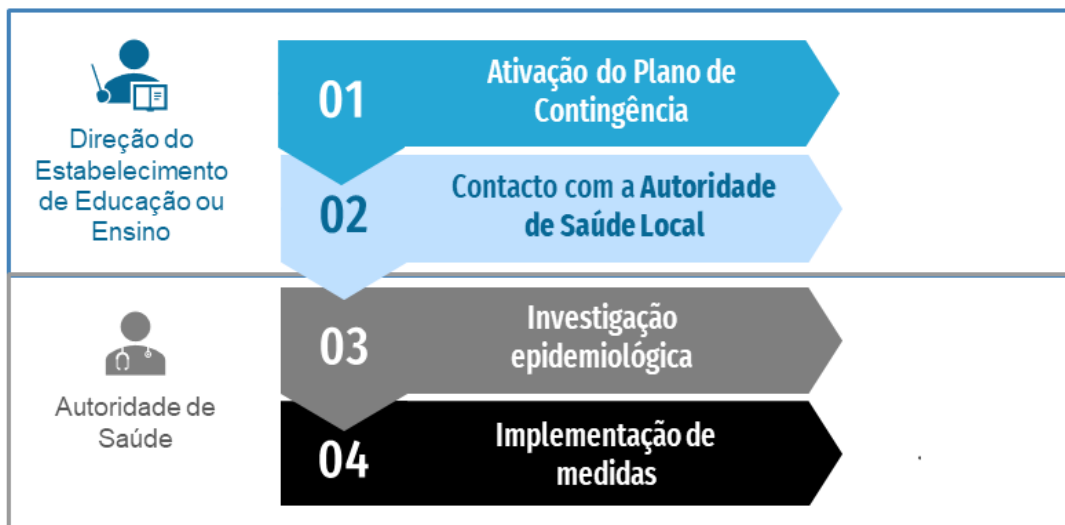 Direção do
Estabelecimento
de Educação ou
Ensino
01
Ativação do Plano de
Contingência
02
Contacto com a Autoridade
de Saúde Local
Autoridade de
Saúde
03
Investigação
epidemiológica
04
Implementação de
medidas
.